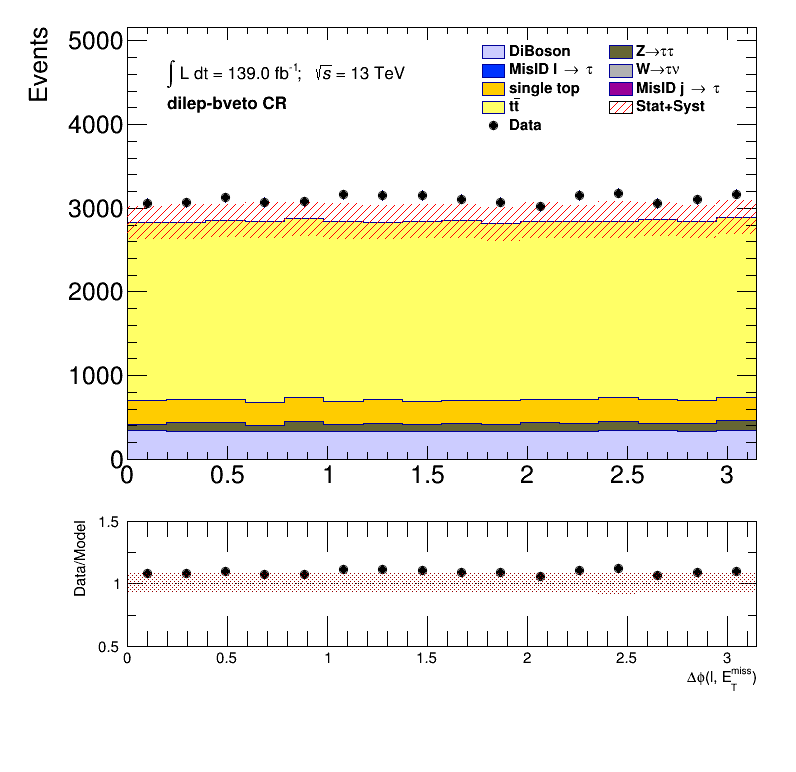 Events
5000
4000
3000
2000
1000
0
∫ L dt = 139.0 fb⁻¹; √s = 13 TeV
dilep-bveto CR
DiBoson
MisID l → τ
single top
tt̄
Data
Z→ττ
W→τν
MisID j → τ
Stat+Syst
0 0.5 1 1.5 2 2.5 3
Data/Model
1.5
1
0.5
0 0.5 1 1.5 2 2.5 3
Δϕ(l, E_T^miss)